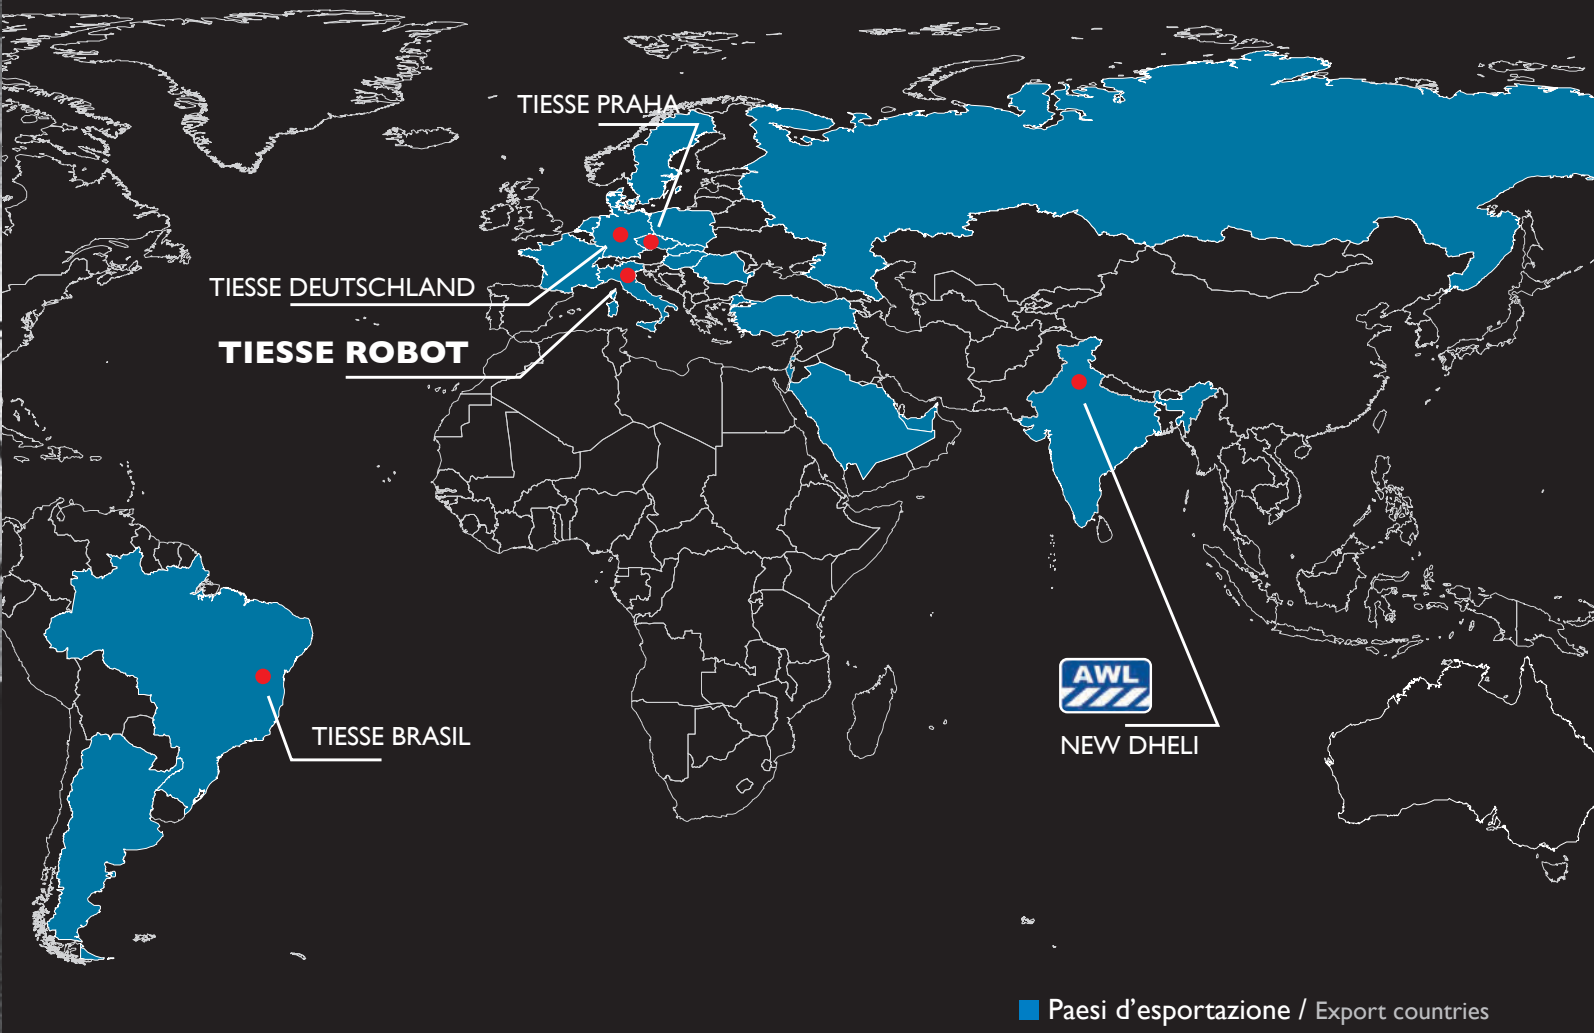 TIESSE PRAHA
TIESSE DEUTSCHLAND
TIESSE ROBOT
AWL
TIESSE BRASIL
NEW DHELI
Paesi d'esportazione / Export countries